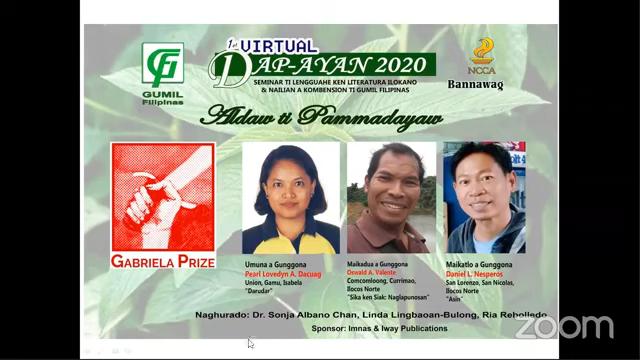 1st VIRTUAL
DAP-AYAN 2020
SEMINAR TI LENGGUAHE KEN LITERATURA ILOKANO
& NAILIAN A KOMBENSION TI GUMIL FILIPINAS
GUMIL
Filipinas
NCCA
Bannawag
Aldaw ti Pammadayaw
GABRIELA PRIZE
Umuna a Gunggona
Pearl Lovedyn A. Dacuag
Union, Gamu, Isabela
"Darudar"
Maikadua a Gunggona
Oswald A. Valente
Comcomloong, Currimao,
Ilocos Norte
"Sika ken Siak: Naglapunosan"
Maikatlo a Gunggona
Daniel L. Nesperos
San Lorenzo, San Nicolas,
Ilocos Norte
"Asin"
Naghurado: Dr. Sonja Albano Chan, Linda Lingbaoan-Bulong, Ria Rebolledo
Sponsor: Imnas & Iway Publications
zoom